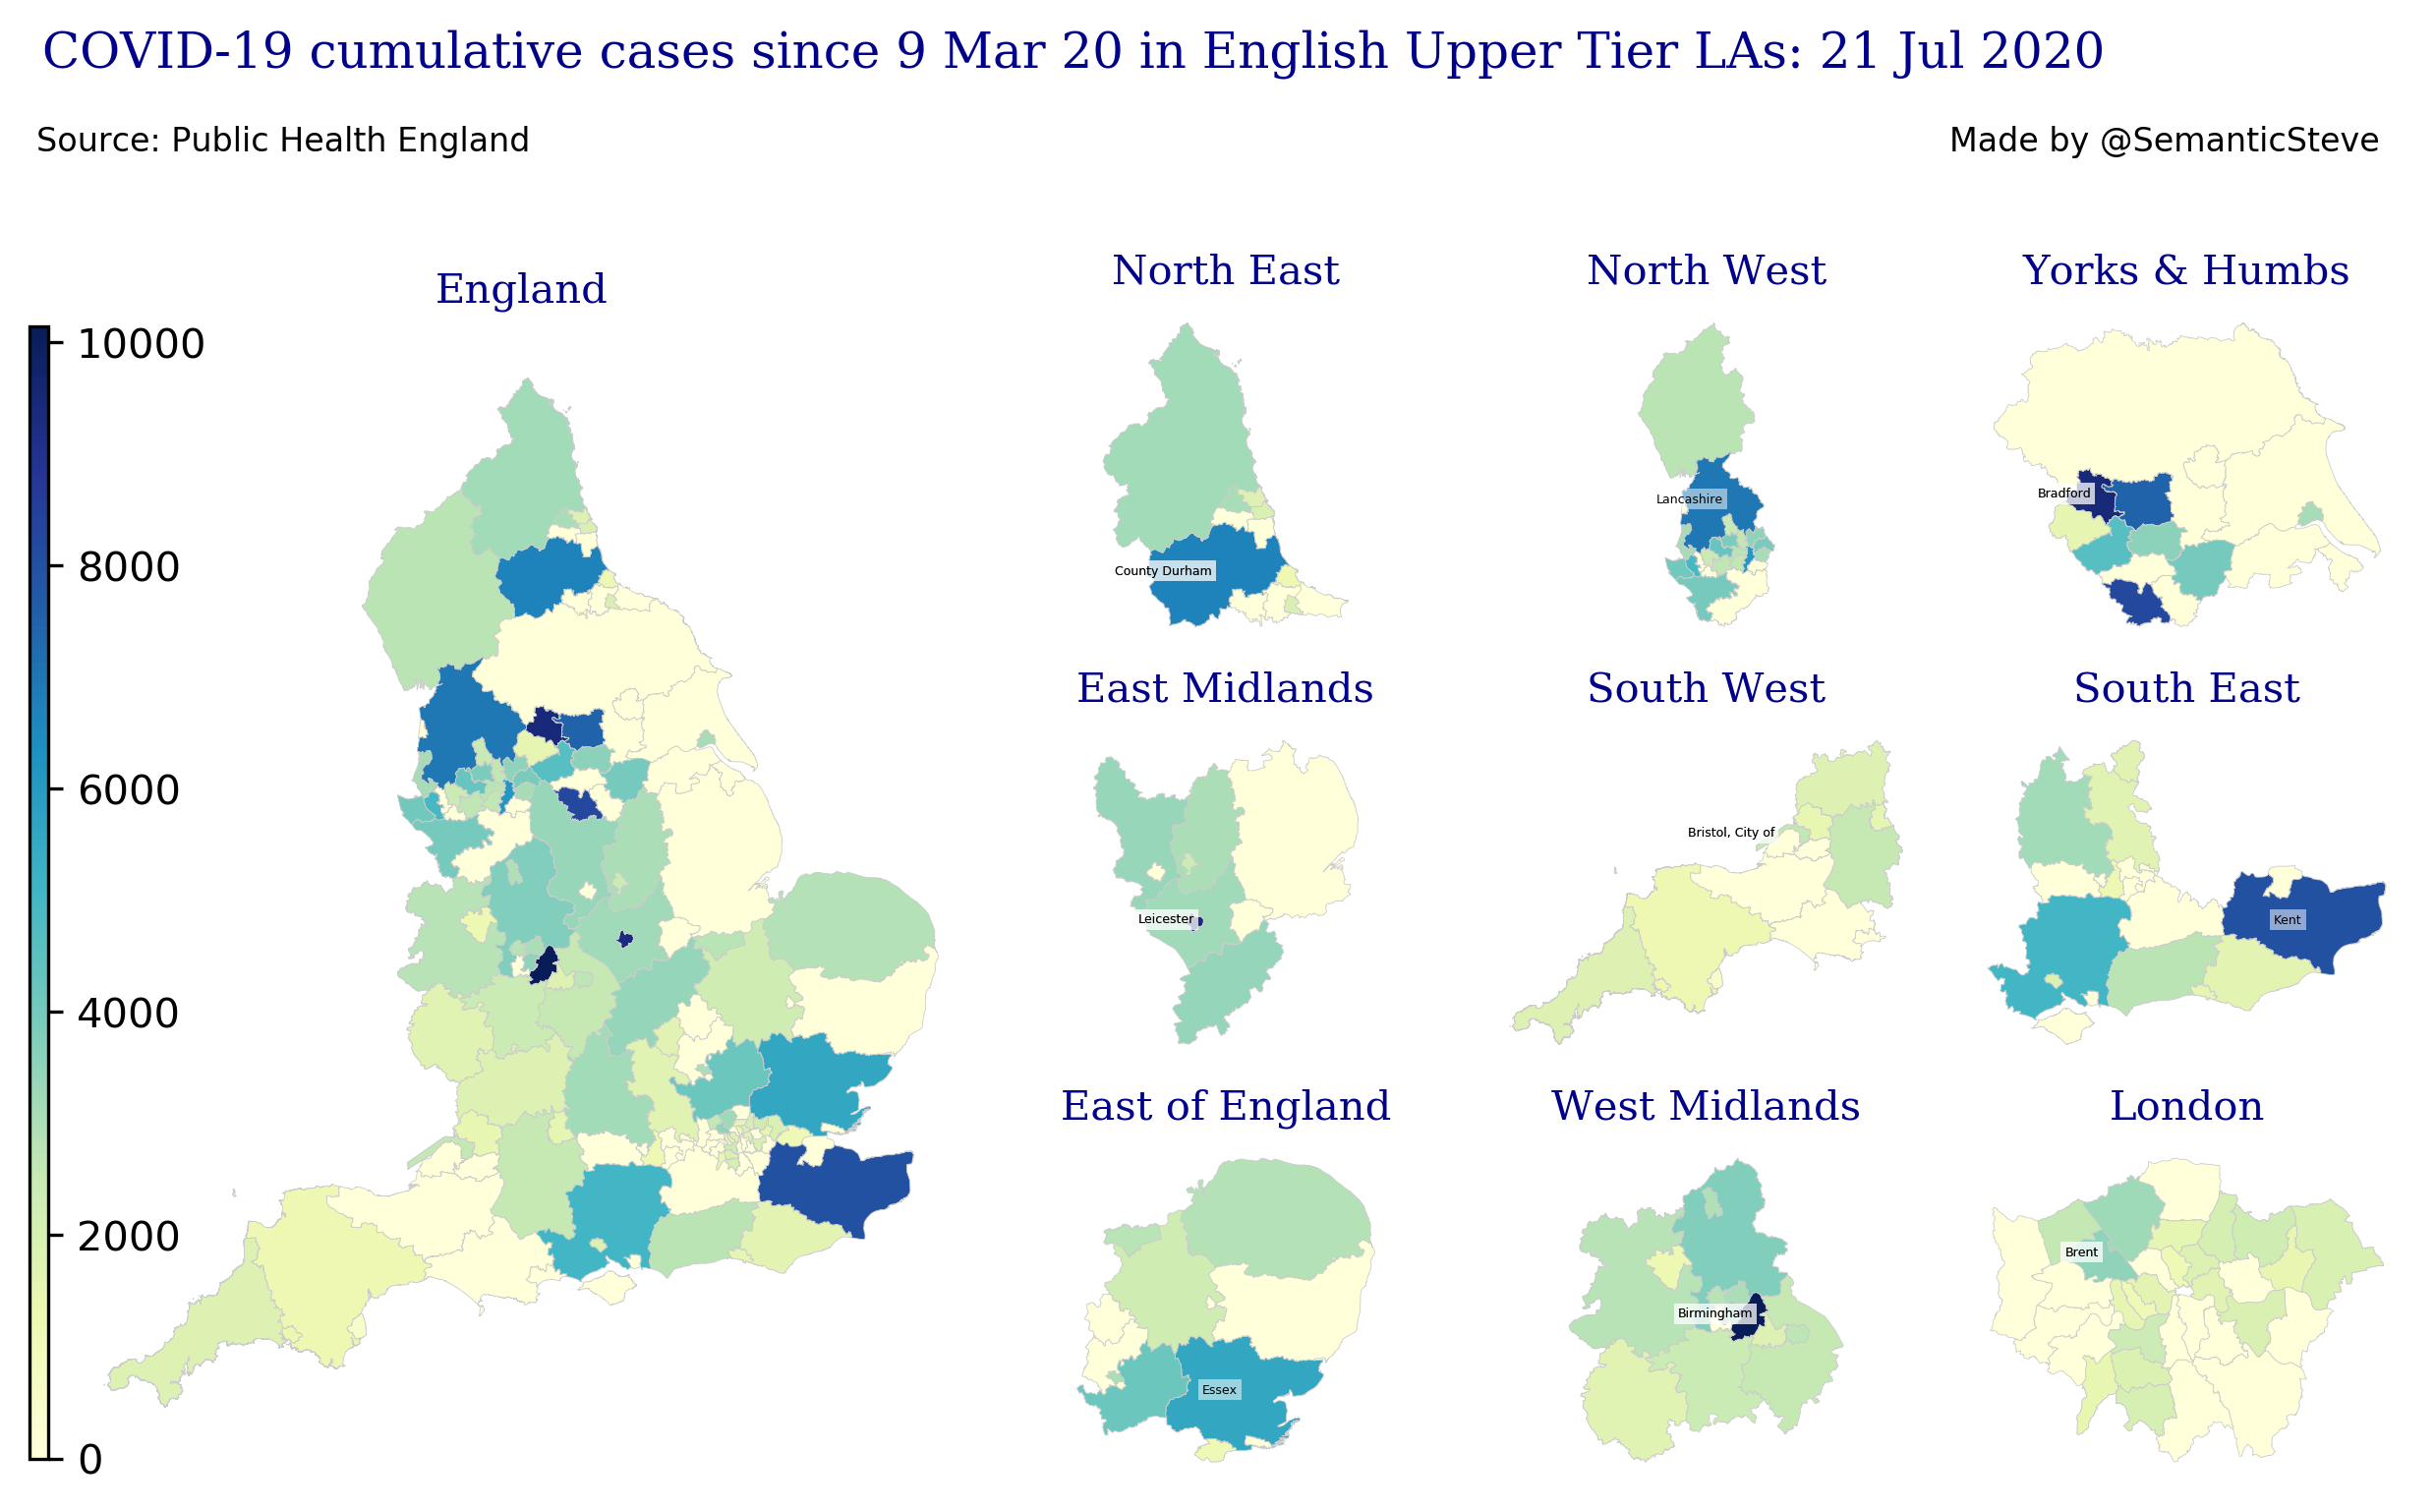 COVID-19 cumulative cases since 9 Mar 20 in English Upper Tier LAs: 21 Jul 2020
Source: Public Health England
Made by @SemanticSteve
England
10000
8000
6000
4000
2000
0
North East
County Durham
North West
Lancashire
Yorks & Humbs
Bradford
East Midlands
Leicester
South West
Bristol, City of
South East
Kent
East of England
Essex
West Midlands
Birmingham
London
Brent